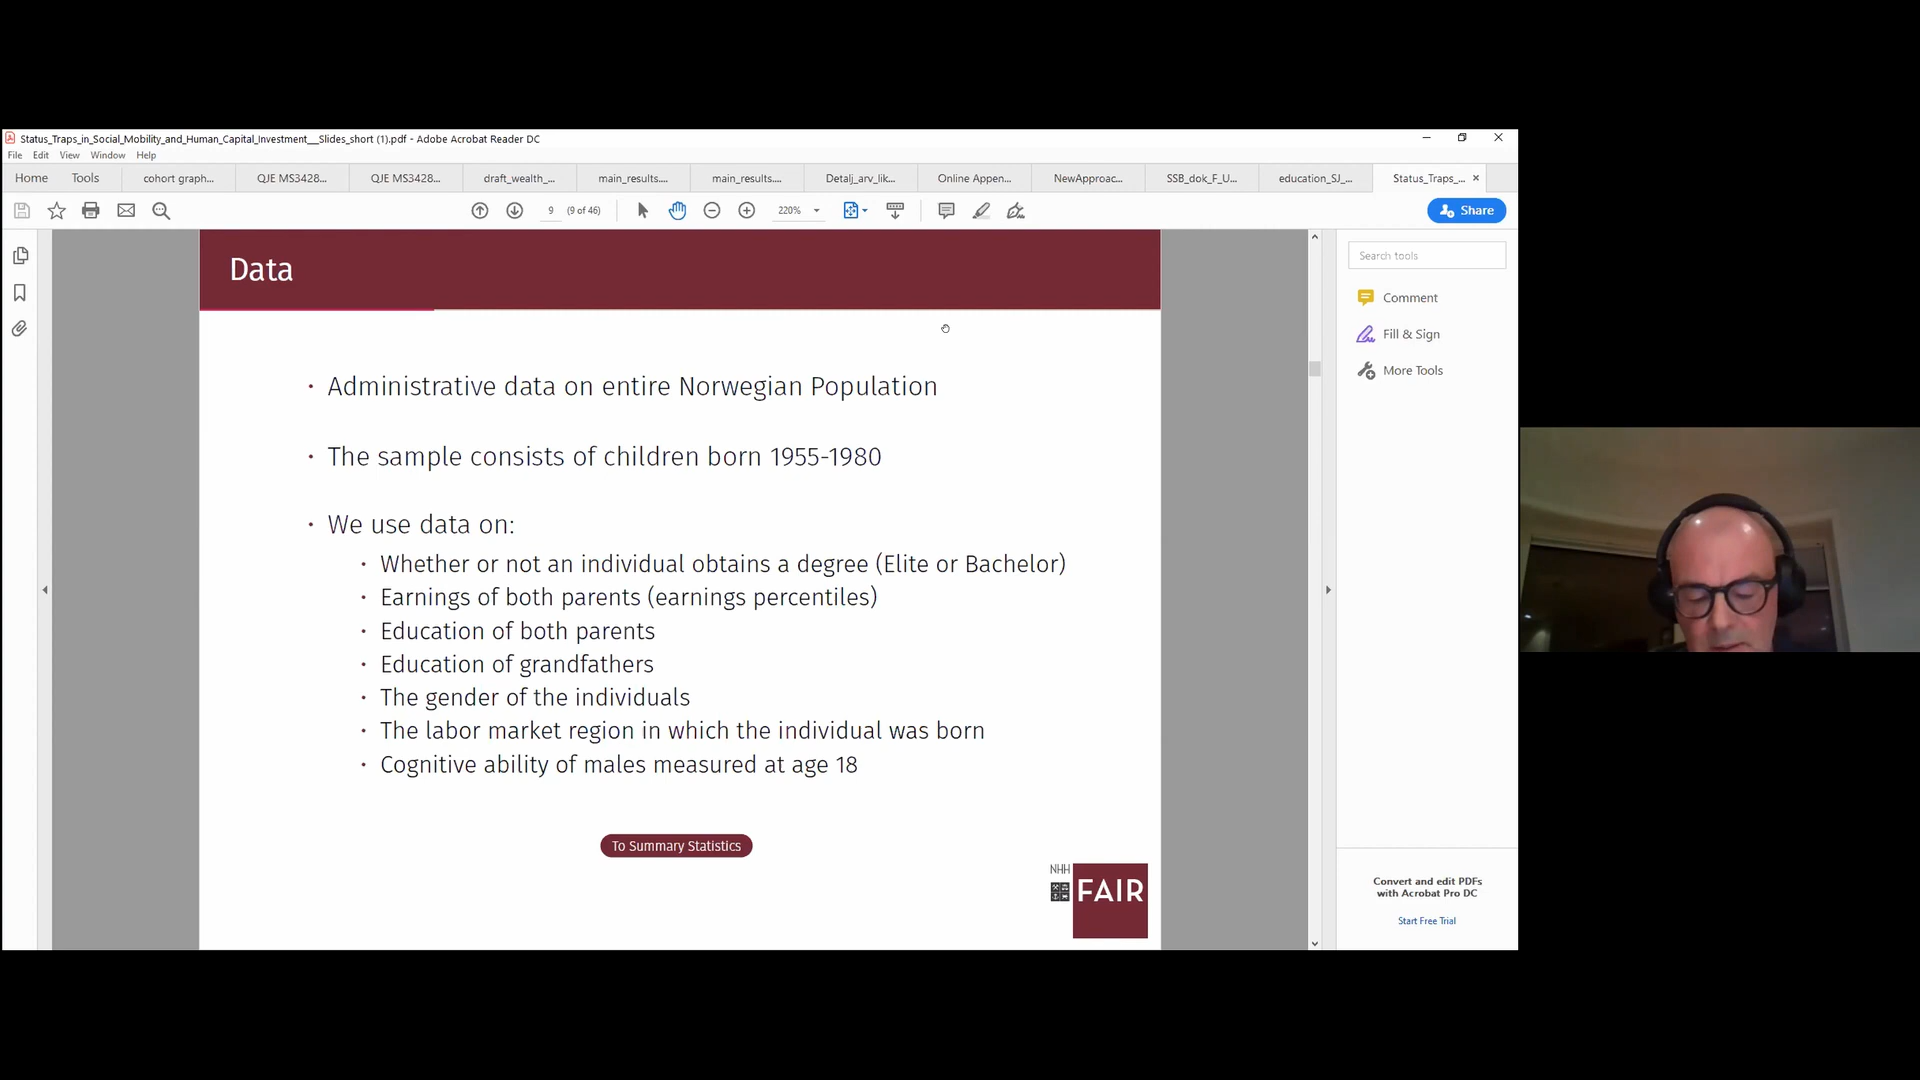 Status_Traps_in_Social_Mobility_and_Human_Capital_Investment__Slides_short (1).pdf - Adobe Acrobat Reader DC
File Edit View Window Help
Home Tools cohort graph... QJE MS3428... QJE MS3428... draft_wealth_... main_results.... main_results.... Detalj_arv_lik... Online Appen... NewApproac... SSB_dok_F_U... education_SJ_... Status_Traps_... ×
9 (9 of 46) 220% Share
Data
• Administrative data on entire Norwegian Population
• The sample consists of children born 1955-1980
• We use data on:
• Whether or not an individual obtains a degree (Elite or Bachelor)
• Earnings of both parents (earnings percentiles)
• Education of both parents
• Education of grandfathers
• The gender of the individuals
• The labor market region in which the individual was born
• Cognitive ability of males measured at age 18
To Summary Statistics
NHH
FAIR
Search tools
Comment
Fill & Sign
More Tools
Convert and edit PDFs
with Acrobat Pro DC
Start Free Trial